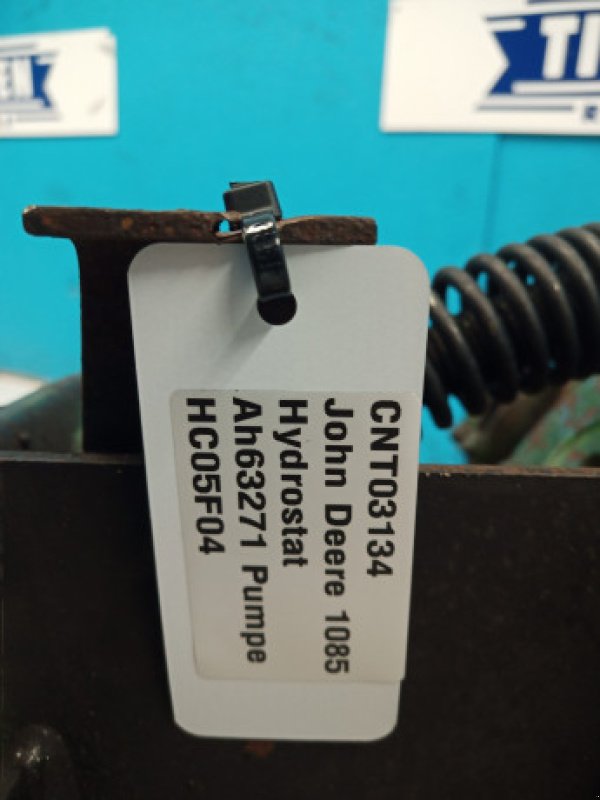 CNT03134
John Deere 1085
Hydrostat
Ah63271 Pumpe
HC05F04